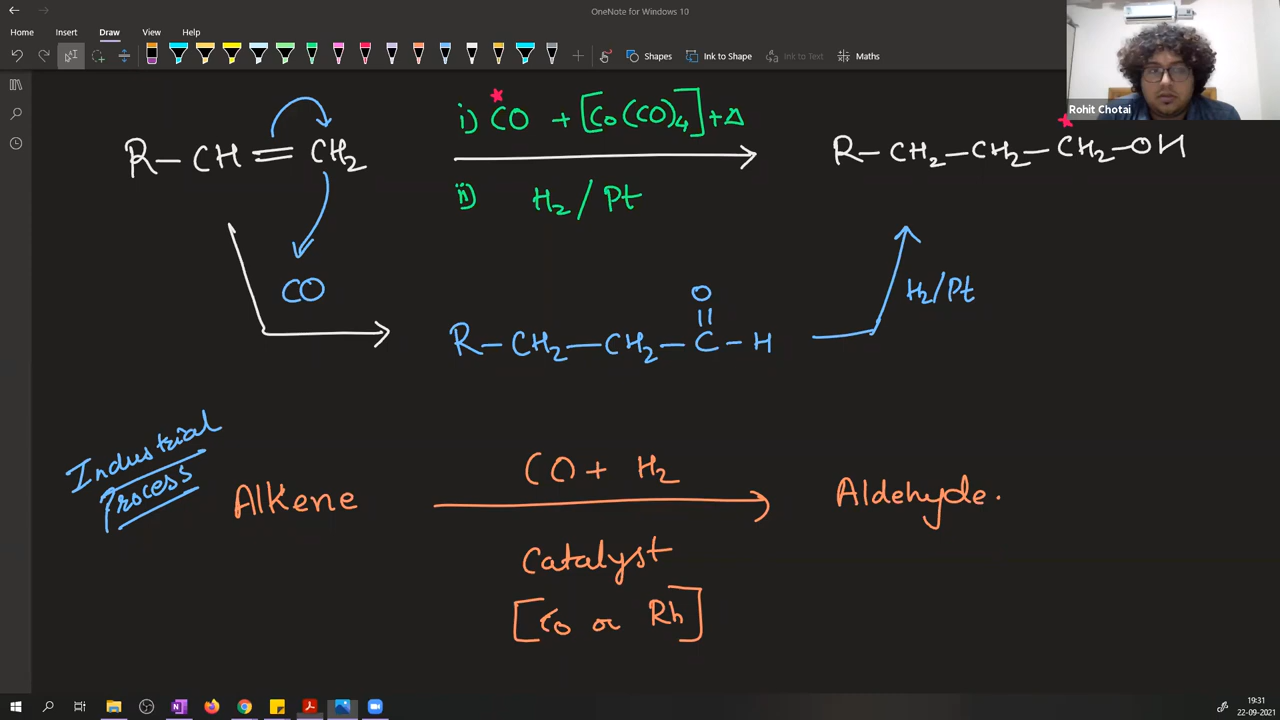 OneNote for Windows 10
Home Insert Draw View Help
Shapes Ink to Shape Ink to Text Maths
Rohit Chotai
i) CO + [Co(CO)4] + Δ
R—CH=CH2
R—CH2—CH2—CH2—OH
ii) H2/Pt
CO
O
H2/Pt
R—CH2—CH2—C—H
Industrial
Process
CO + H2
Alkene
Aldehyde.
Catalyst
[Co or Rh]
19:31
22-09-2021